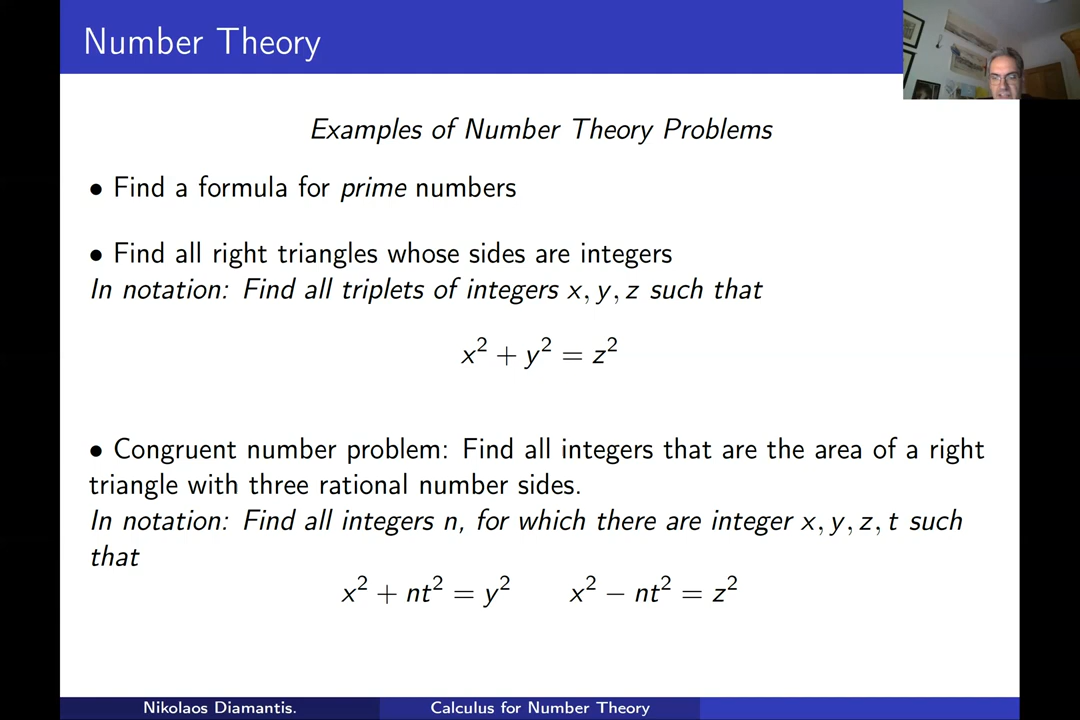 Number Theory
Examples of Number Theory Problems
• Find a formula for prime numbers
• Find all right triangles whose sides are integers
In notation: Find all triplets of integers x, y, z such that
x² + y² = z²
• Congruent number problem: Find all integers that are the area of a right
triangle with three rational number sides.
In notation: Find all integers n, for which there are integer x, y, z, t such
that
x² + nt² = y² x² − nt² = z²
Nikolaos Diamantis. Calculus for Number Theory